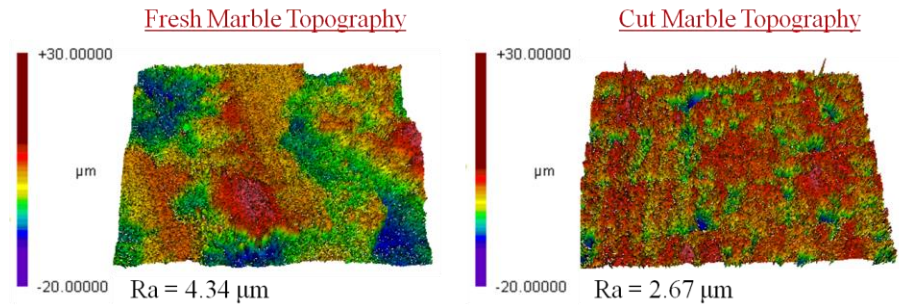 Fresh Marble Topography
+30.00000
µm
-20.00000
Ra = 4.34 µm
Cut Marble Topography
+30.00000
µm
-20.00000
Ra = 2.67 µm